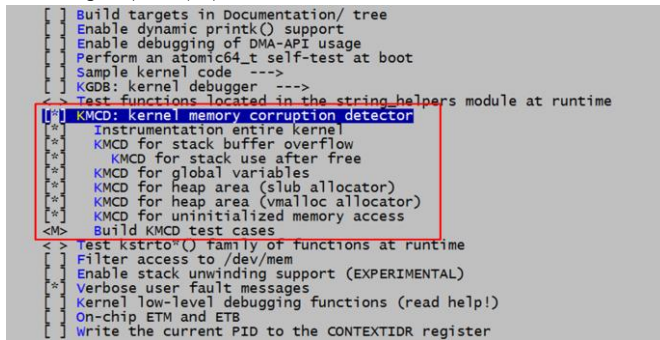 [ ] Build targets in Documentation/ tree
[ ] Enable dynamic printk() support
[ ] Enable debugging of DMA-API usage
[ ] Perform an atomic64_t self-test at boot
[ ] Sample kernel code --->
[ ] KGDB: kernel debugger --->
< > Test functions located in the string_helpers module at runtime
[*] KMCD: kernel memory corruption detector
[*] Instrumentation entire kernel
[*] KMCD for stack buffer overflow
[*] KMCD for stack use after free
[*] KMCD for global variables
[*] KMCD for heap area (slub allocator)
[*] KMCD for heap area (vmalloc allocator)
[*] KMCD for uninitialized memory access
<M> Build KMCD test cases
< > Test kstrto*() family of functions at runtime
[ ] Filter access to /dev/mem
[ ] Enable stack unwinding support (EXPERIMENTAL)
[*] Verbose user fault messages
[ ] Kernel low-level debugging functions (read help!)
[ ] On-chip ETM and ETB
[ ] Write the current PID to the CONTEXTIDR register